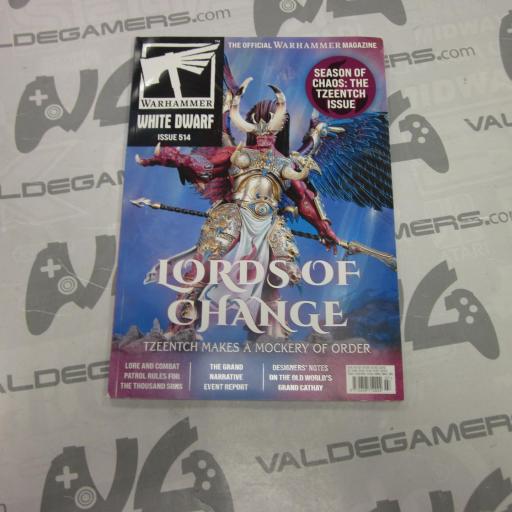 THE OFFICIAL WARHAMMER MAGAZINE
WARHAMMER
WHITE DWARF
ISSUE 514
SEASON OF
CHAOS: THE
TZEENTCH
ISSUE
LORDS OF
CHANGE
TZEENTCH MAKES A MOCKERY OF ORDER
LORE AND COMBAT
PATROL RULES FOR
THE THOUSAND SONS
THE GRAND
NARRATIVE
EVENT REPORT
DESIGNERS' NOTES
ON THE OLD WORLD'S
GRAND CATHAY
VALDEGAMERS.com
VALDEGAMERS.com